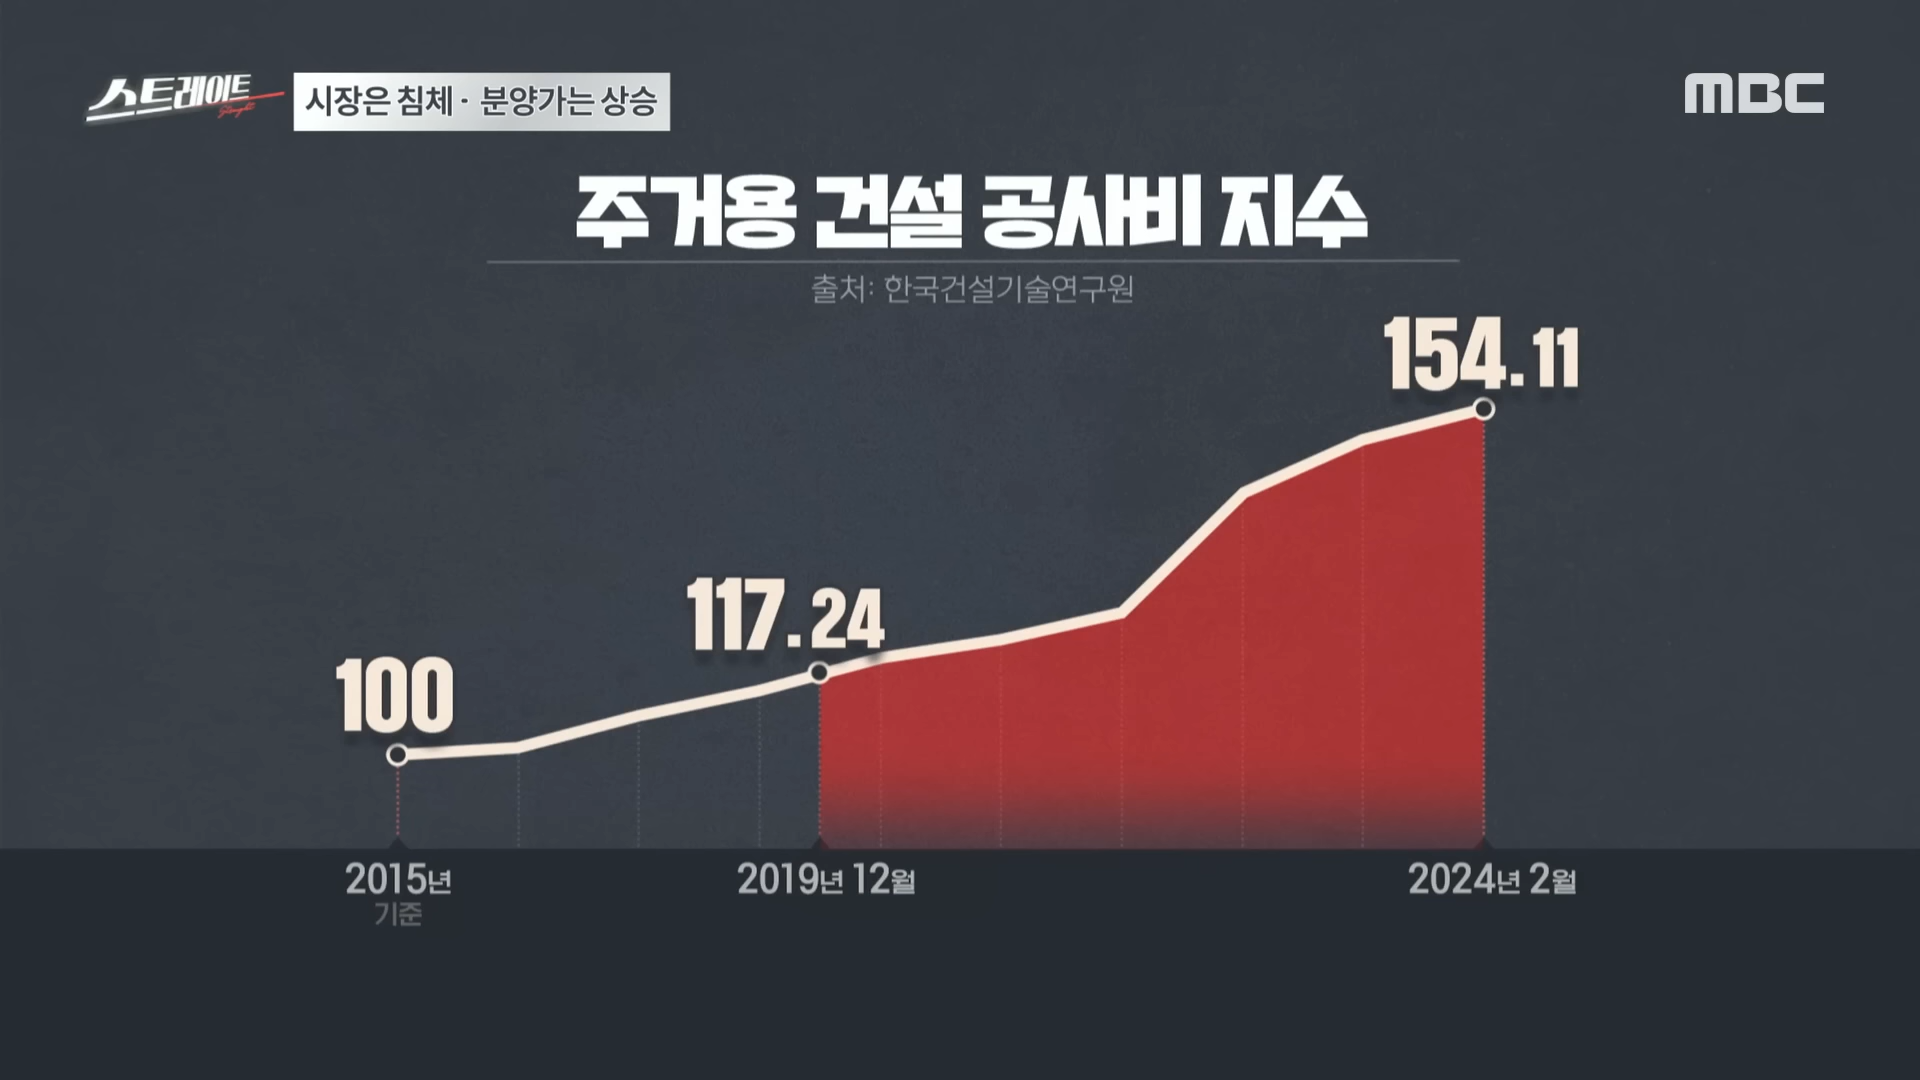 스트레이트
Straight
시장은 침체· 분양가는 상승
MBC
주거용 건설 공사비 지수
출처: 한국건설기술연구원
154.11
117.24
100
2015년
기준
2019년 12월
2024년 2월